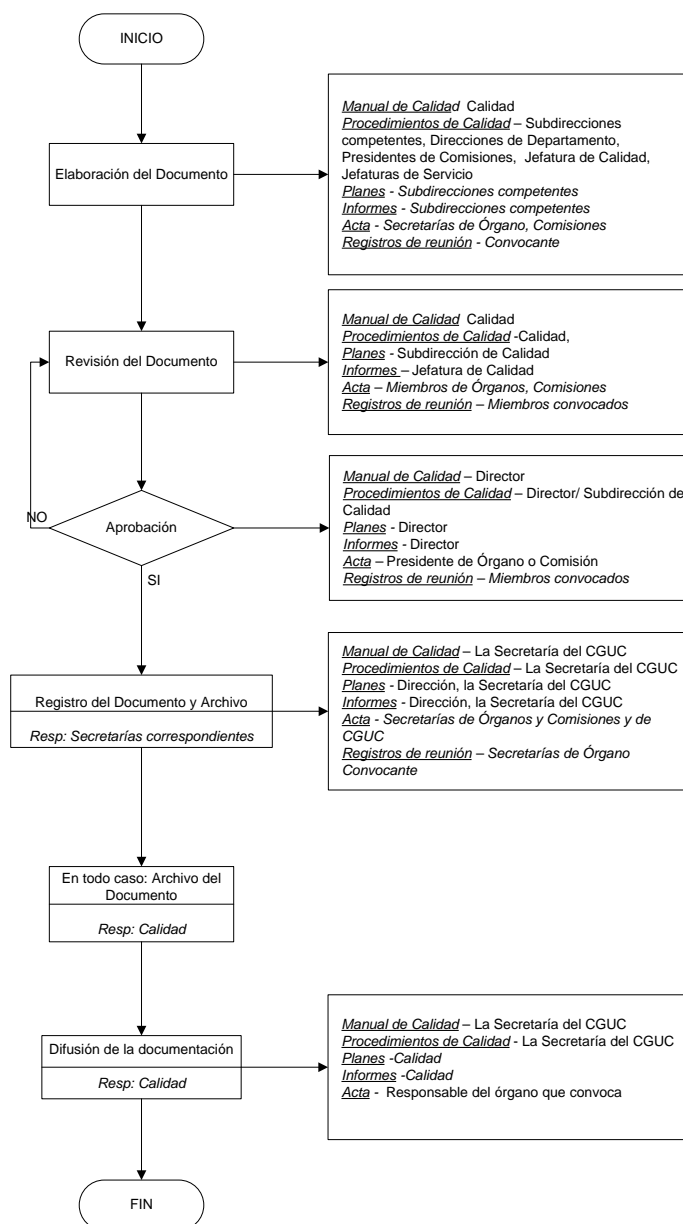 INICIO
Elaboración del Documento
Manual de Calidad Calidad
Procedimientos de Calidad – Subdirecciones
competentes, Direcciones de Departamento,
Presidentes de Comisiones, Jefatura de Calidad,
Jefaturas de Servicio
Planes - Subdirecciones competentes
Informes - Subdirecciones competentes
Acta - Secretarías de Órgano, Comisiones
Registros de reunión - Convocante
Revisión del Documento
Manual de Calidad Calidad
Procedimientos de Calidad -Calidad,
Planes - Subdirección de Calidad
Informes – Jefatura de Calidad
Acta – Miembros de Órganos, Comisiones
Registros de reunión – Miembros convocados
NO
Aprobación
SI
Manual de Calidad – Director
Procedimientos de Calidad – Director/ Subdirección de
Calidad
Planes - Director
Informes - Director
Acta – Presidente de Órgano o Comisión
Registros de reunión – Miembros convocados
Registro del Documento y Archivo
Resp: Secretarías correspondientes
Manual de Calidad – La Secretaría del CGUC
Procedimientos de Calidad – La Secretaría del CGUC
Planes - Dirección, la Secretaría del CGUC
Informes - Dirección, la Secretaría del CGUC
Acta - Secretarías de Órganos y Comisiones y de
CGUC
Registros de reunión – Secretarías de Órgano
Convocante
En todo caso: Archivo del
Documento
Resp: Calidad
Difusión de la documentación
Resp: Calidad
Manual de Calidad – La Secretaría del CGUC
Procedimientos de Calidad - La Secretaría del CGUC
Planes -Calidad
Informes -Calidad
Acta - Responsable del órgano que convoca
FIN